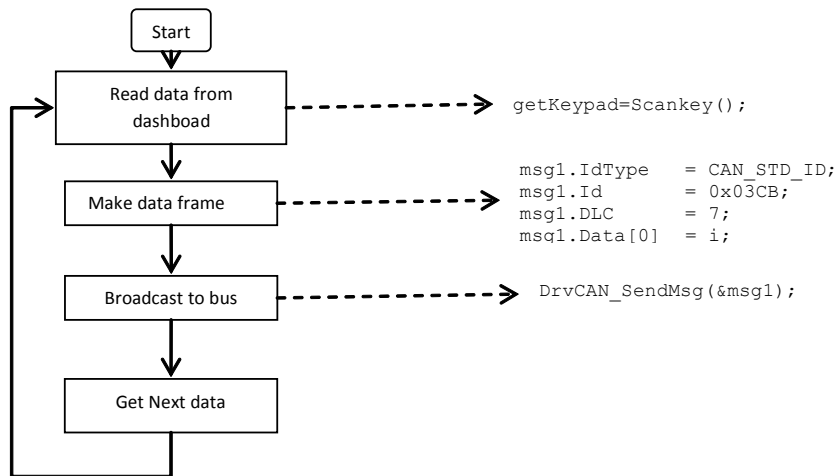 Start
Read data from
dashboad
getKeypad=Scankey();
Make data frame
msg1.IdType = CAN_STD_ID;
msg1.Id = 0x03CB;
msg1.DLC = 7;
msg1.Data[0] = i;
Broadcast to bus
DrvCAN_SendMsg(&msg1);
Get Next data